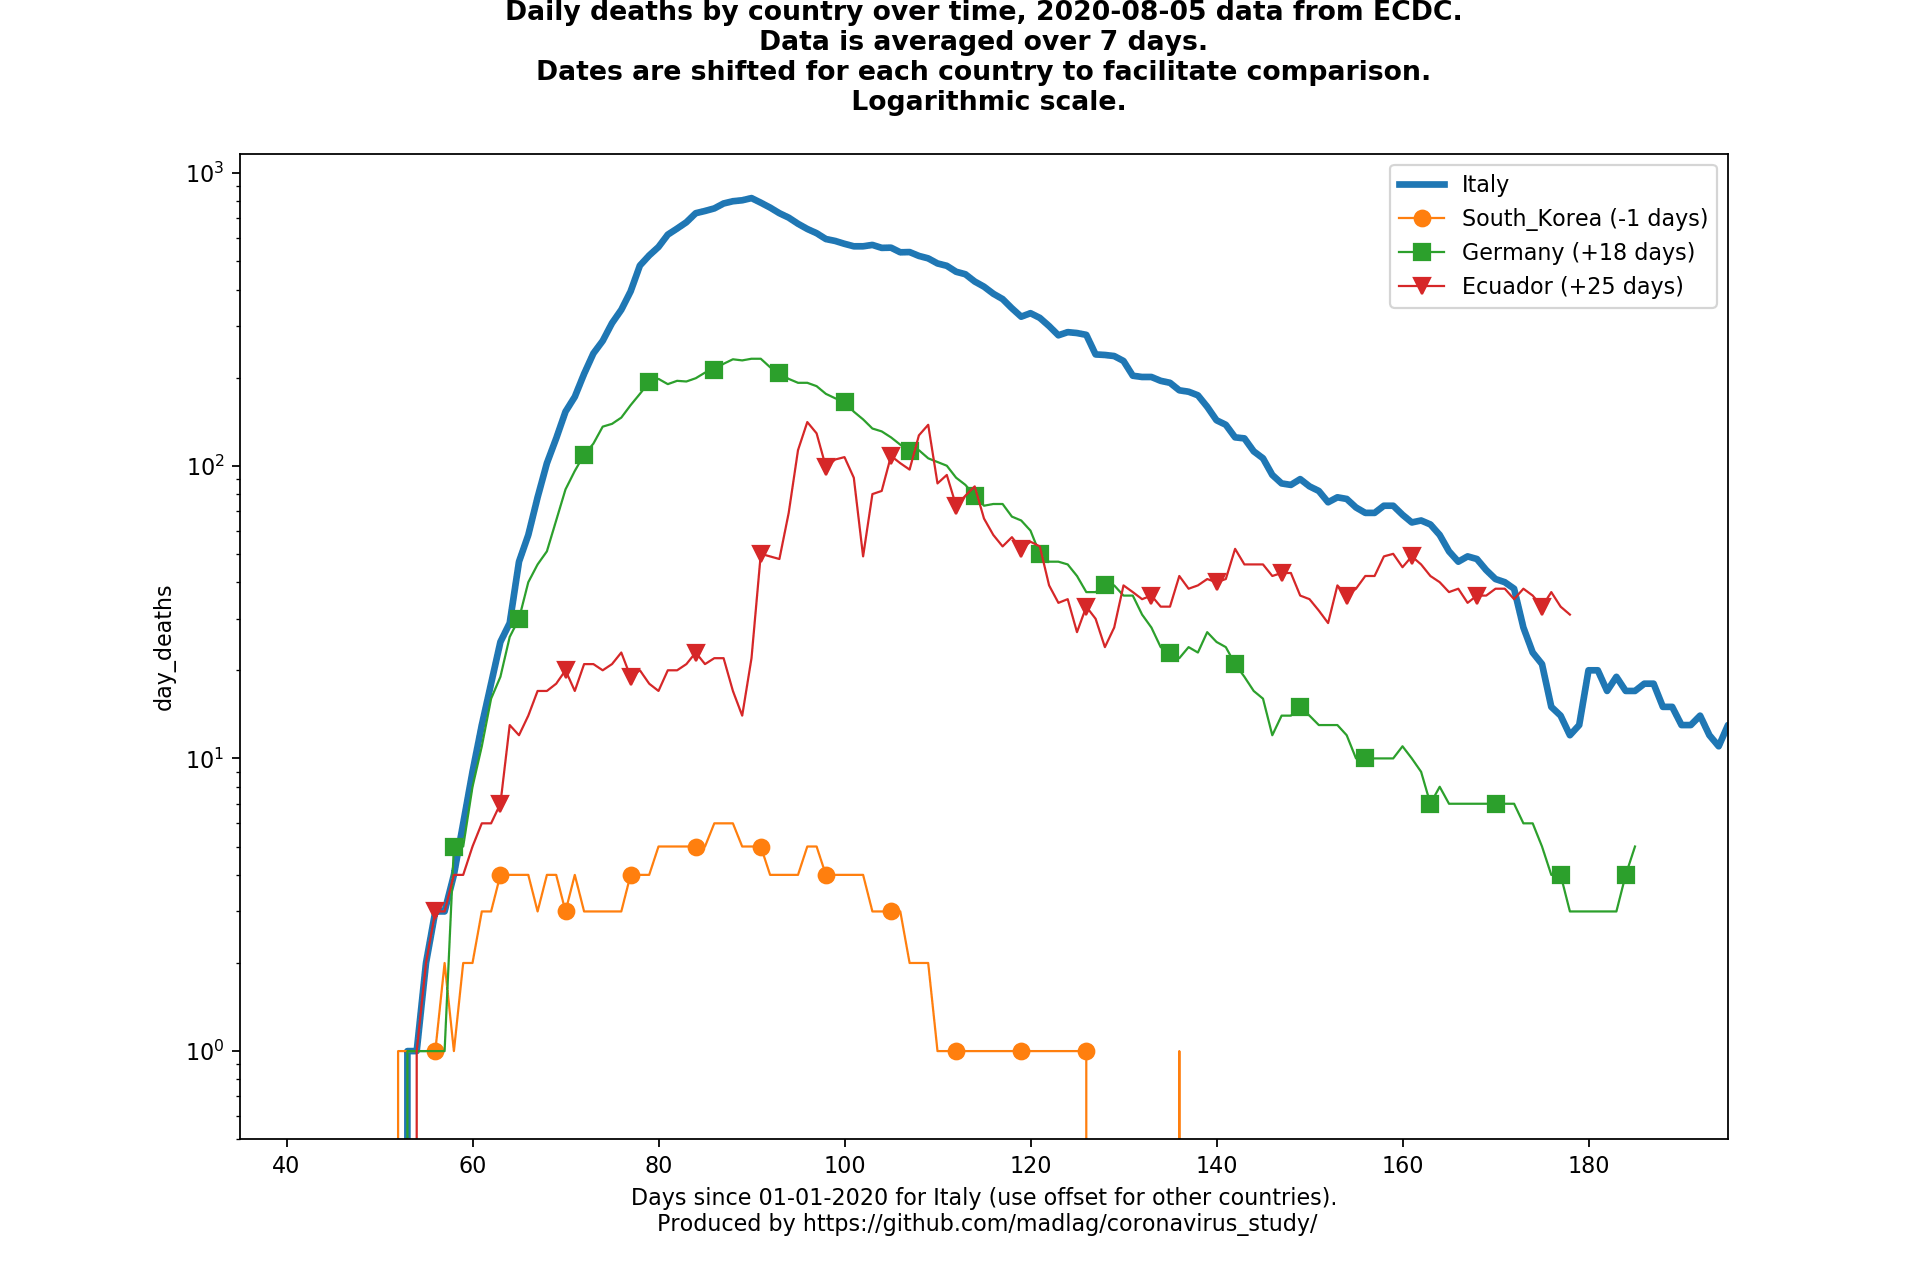 Daily deaths by country over time, 2020-08-05 data from ECDC.
Data is averaged over 7 days.
Dates are shifted for each country to facilitate comparison.
Logarithmic scale.
Italy
South_Korea (-1 days)
Germany (+18 days)
Ecuador (+25 days)
day_deaths
10³
10²
10¹
10⁰
40 60 80 100 120 140 160 180
Days since 01-01-2020 for Italy (use offset for other countries).
Produced by https://github.com/madlag/coronavirus_study/